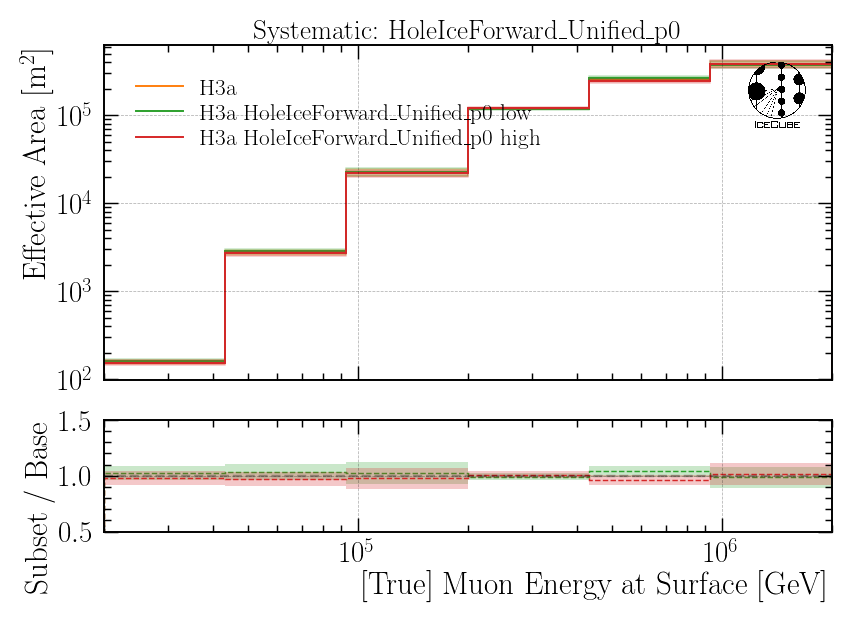 Systematic: HoleIceForward_Unified_p0
Effective Area [m²]
10⁵
10⁴
10³
10²
H3a
H3a HoleIceForward_Unified_p0 low
H3a HoleIceForward_Unified_p0 high
IceCube
Subset / Base
1.5
1.0
0.5
10⁵
10⁶
[True] Muon Energy at Surface [GeV]